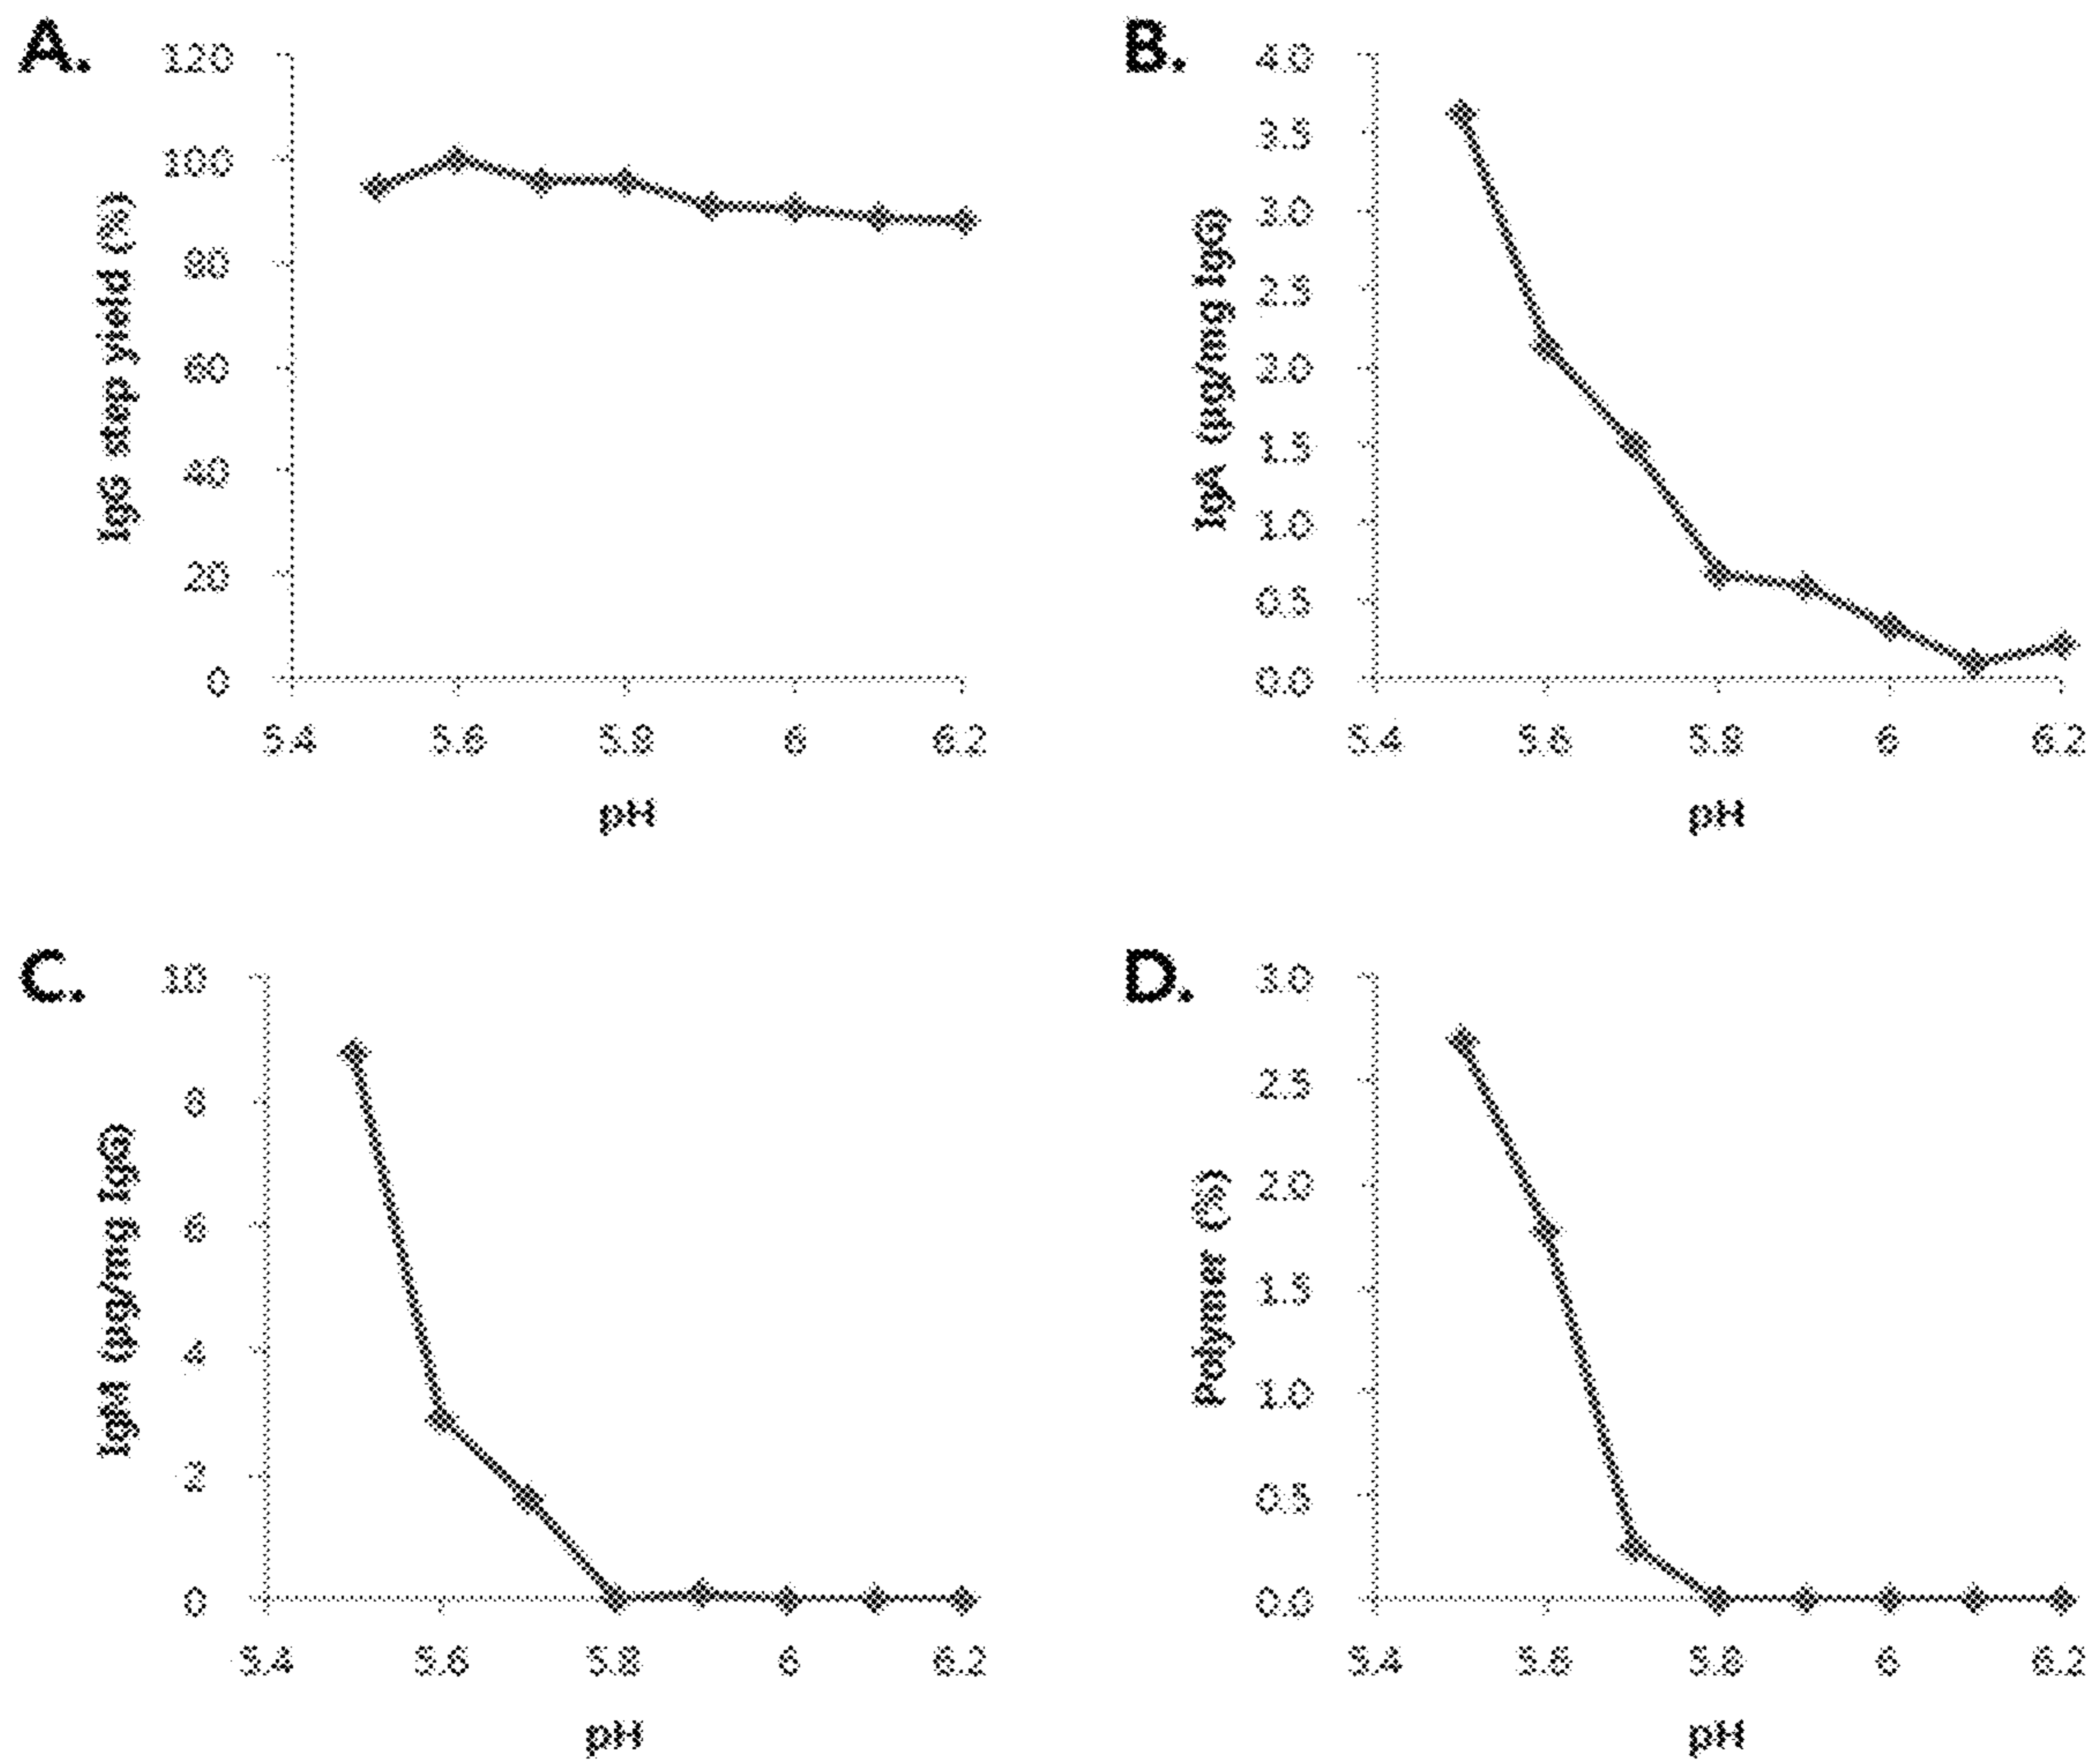 A.
IgG step yield (%)
120
100
80
60
40
20
0
5.4 5.6 5.8 6 6.2
pH
B.
IgA (µg/mg IgG)
4.0
3.5
3.0
2.5
2.0
1.5
1.0
0.5
0.0
5.4 5.6 5.8 6 6.2
pH
C.
IgM (µg/mg IgG)
10
8
6
4
2
0
5.4 5.6 5.8 6 6.2
pH
D.
Polymer (%)
3.0
2.5
2.0
1.5
1.0
0.5
0.0
5.4 5.6 5.8 6 6.2
pH